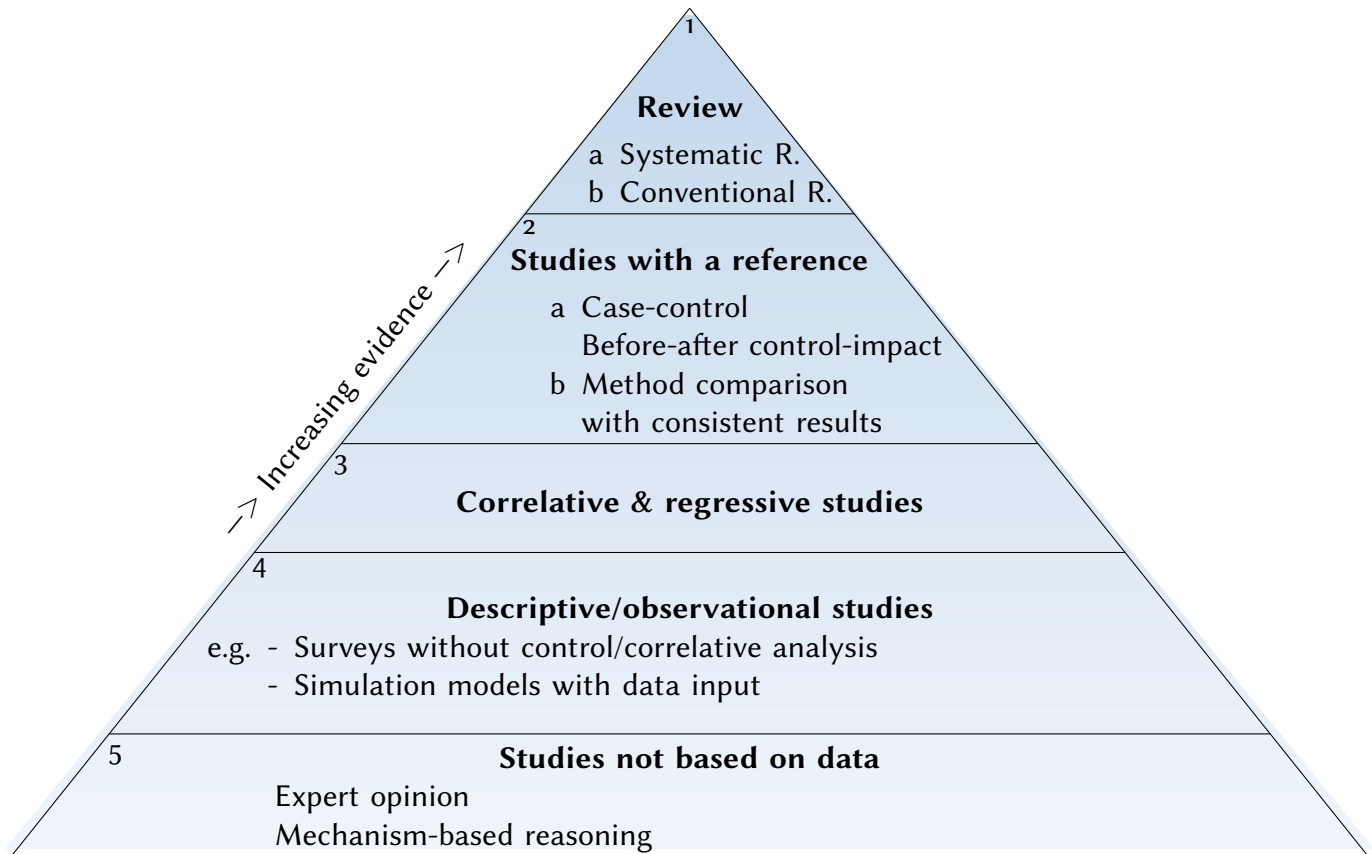 1
Review
a Systematic R.
b Conventional R.
2
Studies with a reference
a Case-control
Before-after control-impact
b Method comparison
with consistent results
–> Increasing evidence –>
3
Correlative & regressive studies
4
Descriptive/observational studies
e.g. - Surveys without control/correlative analysis
- Simulation models with data input
5
Studies not based on data
Expert opinion
Mechanism-based reasoning